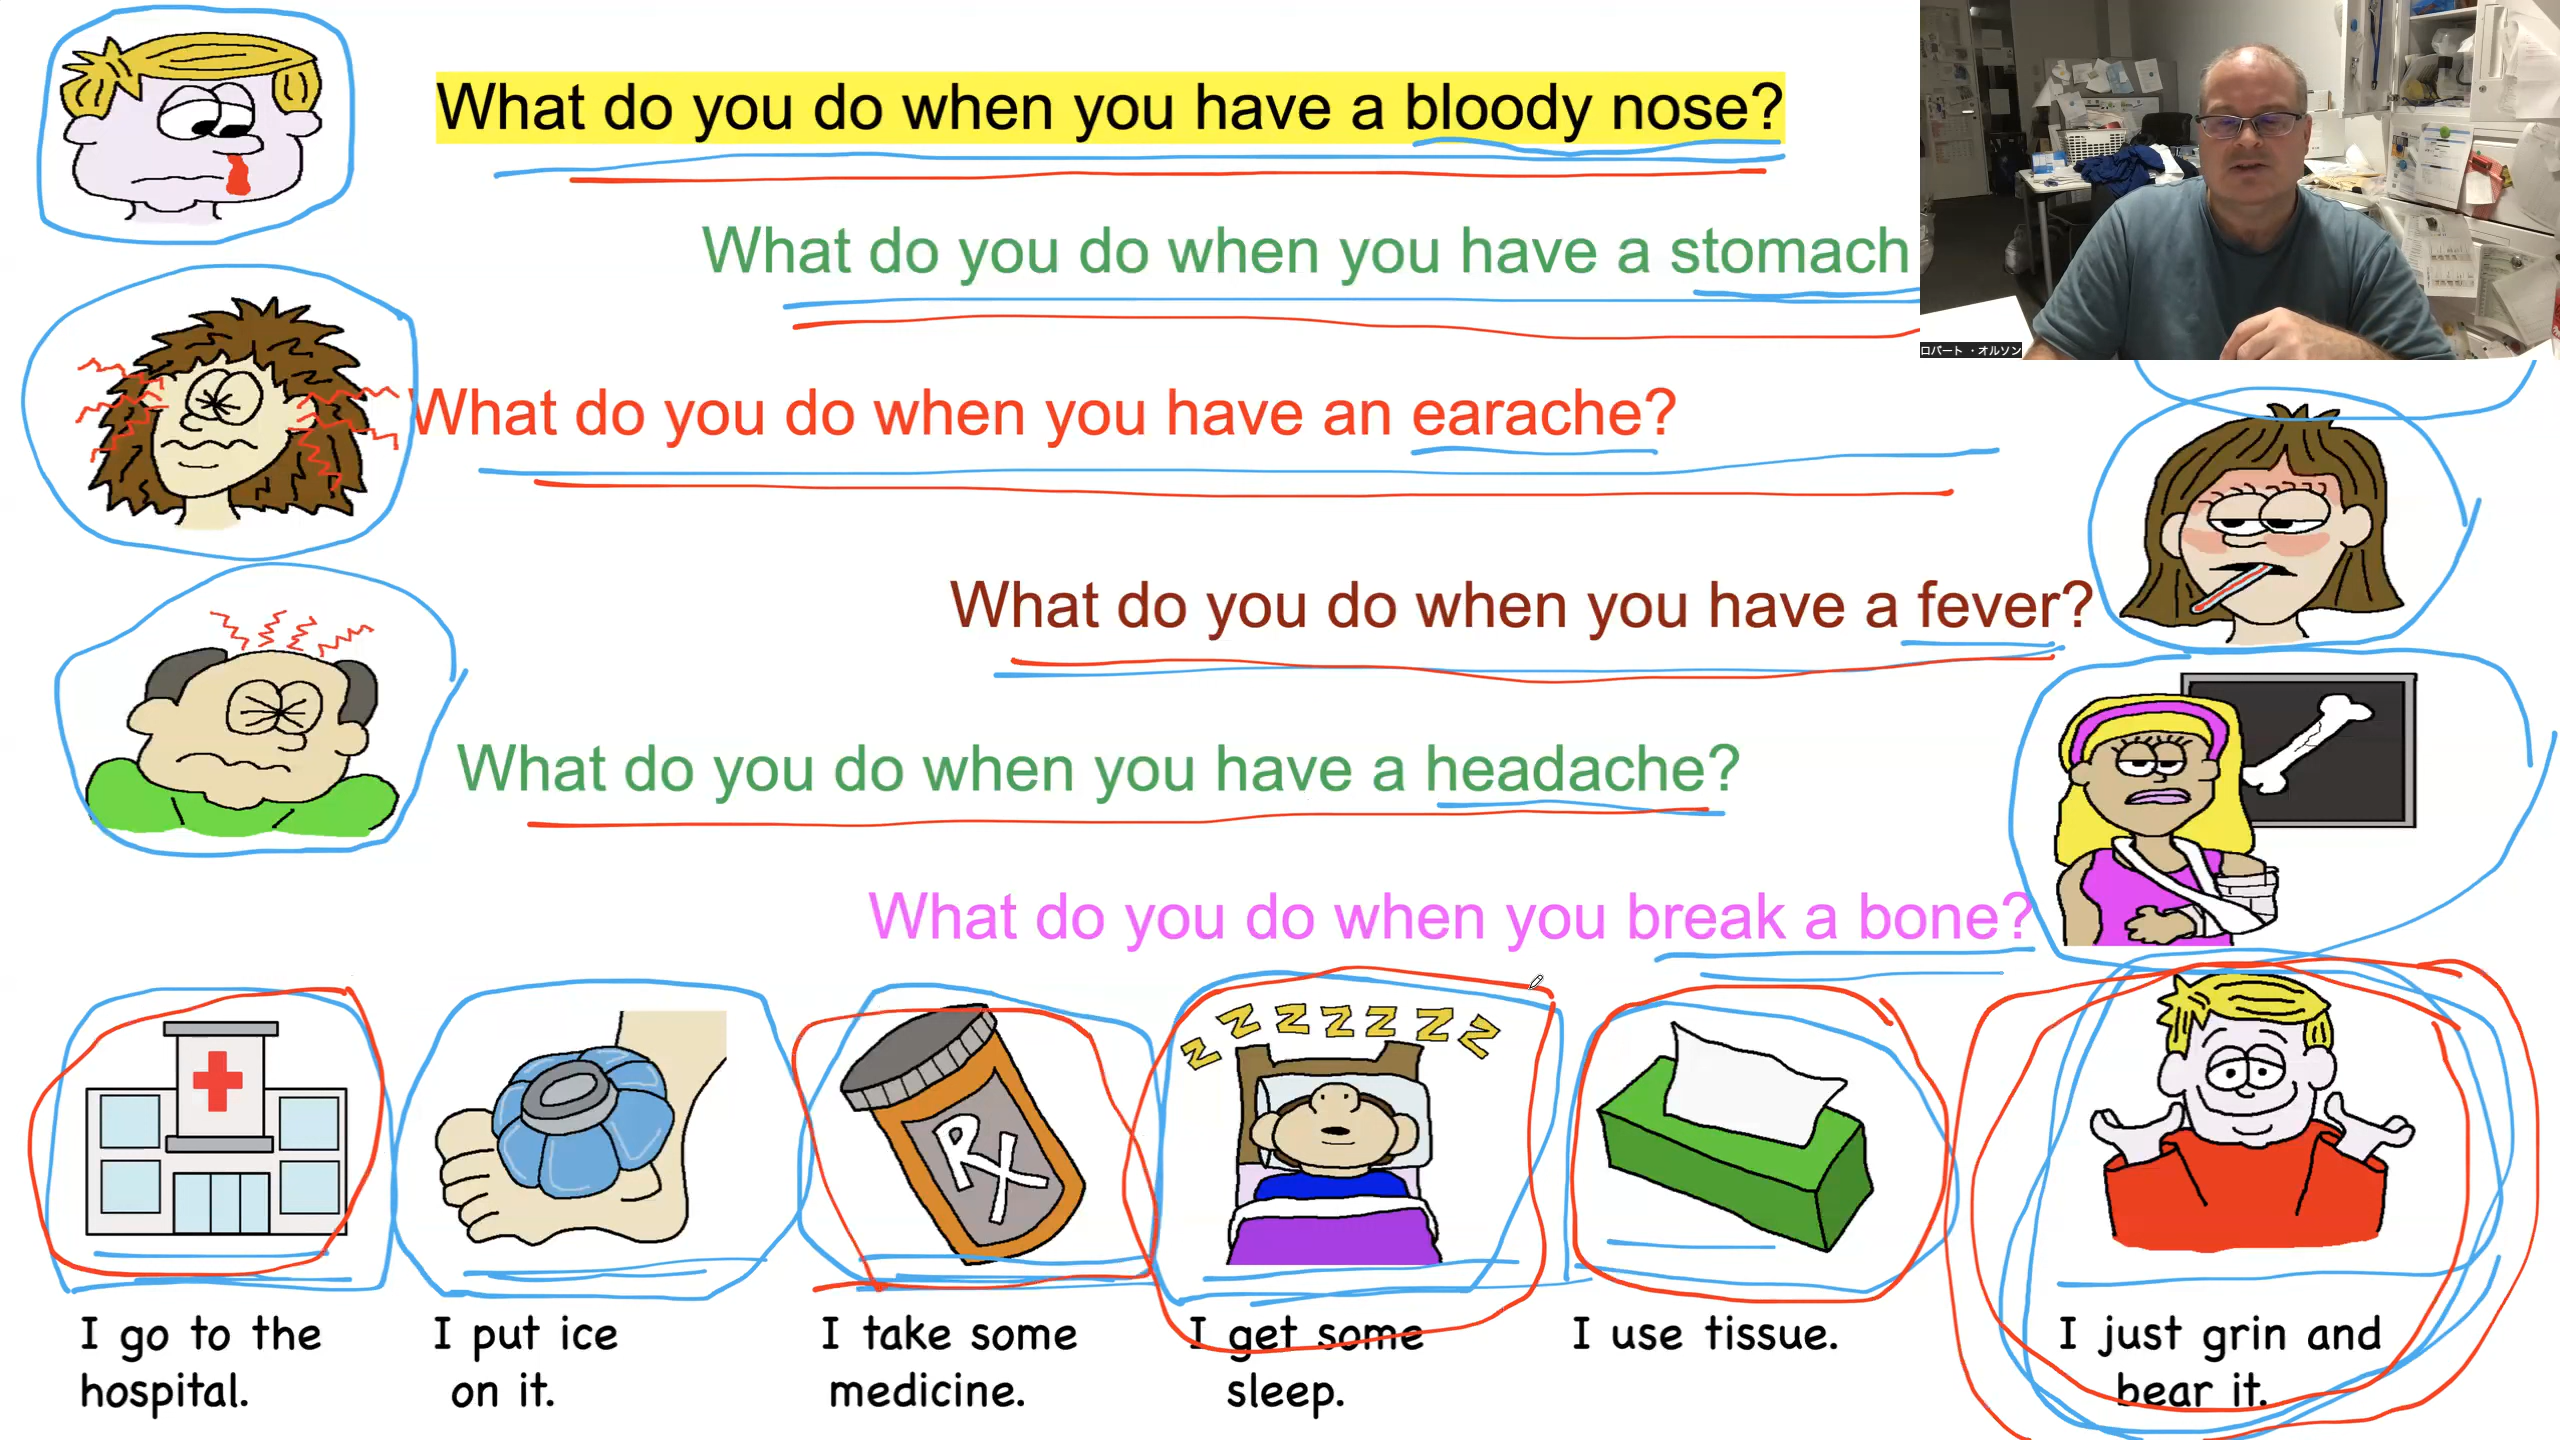 What do you do when you have a bloody nose?
What do you do when you have a stomach
ロバート ・オルソン
What do you do when you have an earache?
What do you do when you have a fever?
What do you do when you have a headache?
What do you do when you break a bone?
Z Z Z Z Z Z Z
Rx
I go to the
hospital.
I put ice
on it.
I take some
medicine.
I get some
sleep.
I use tissue.
I just grin and
bear it.